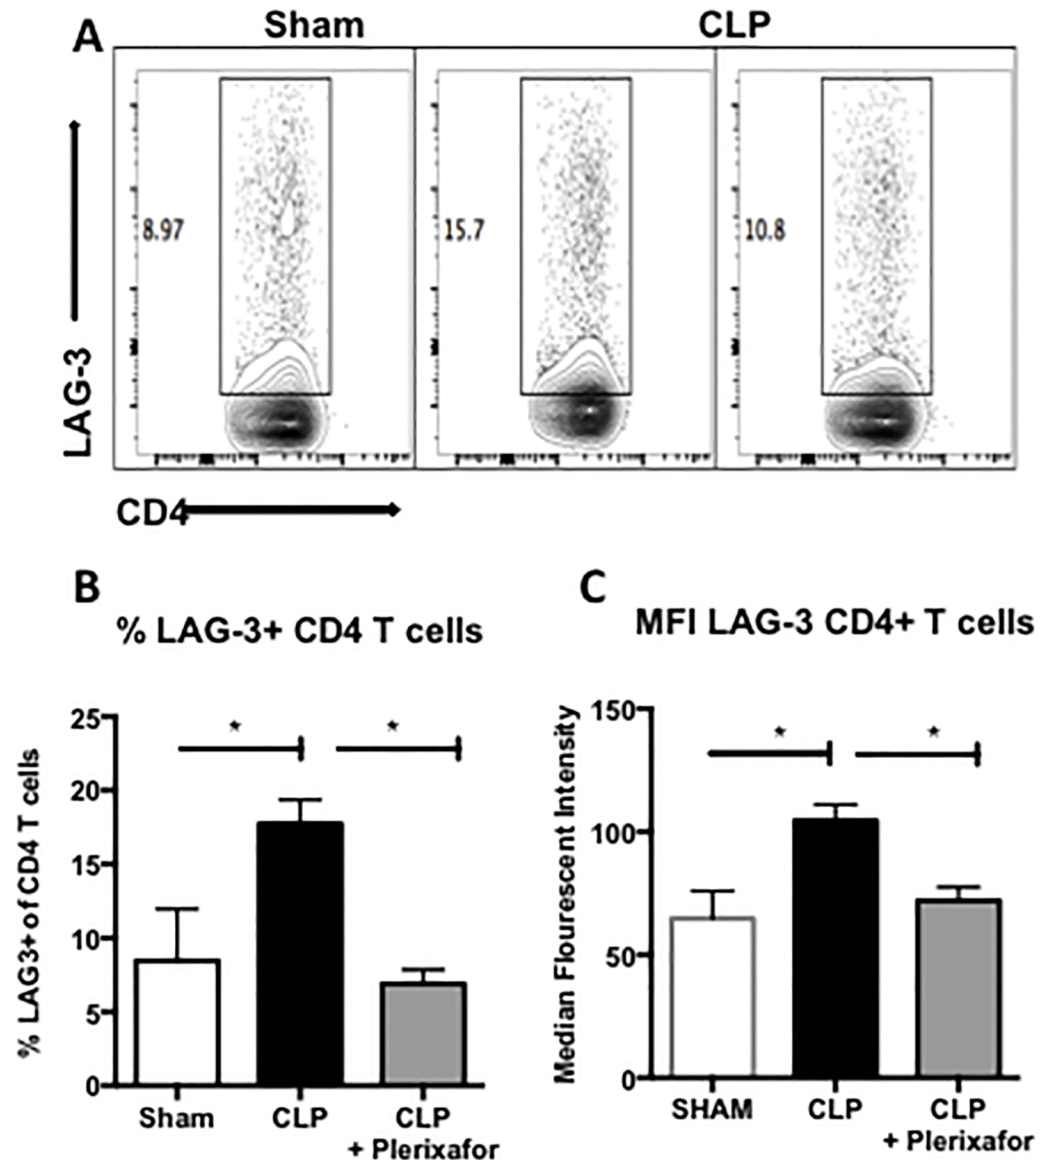 A
Sham
CLP
LAG-3
8.97
15.7
10.8
CD4
B
% LAG-3+ CD4 T cells
% LAG3+ of CD4 T cells
25
20
15
10
5
0
*
*
Sham
CLP
CLP
+ Plerixafor
C
MFI LAG-3 CD4+ T cells
Median Flourescent Intensity
150
100
50
0
*
*
SHAM
CLP
CLP
+ Plerixafor